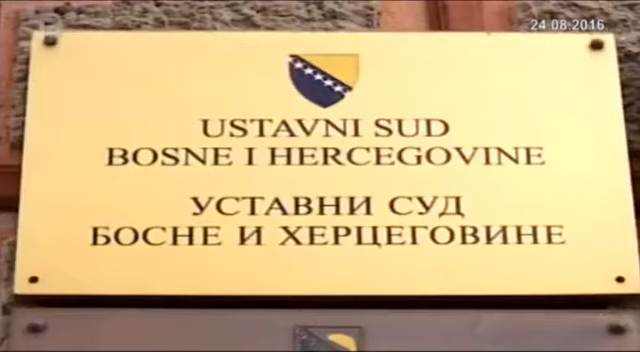 24.08.2016.
USTAVNI SUD
BOSNE I HERCEGOVINE
УСТАВНИ СУД
БОСНЕ И ХЕРЦЕГОВИНЕ